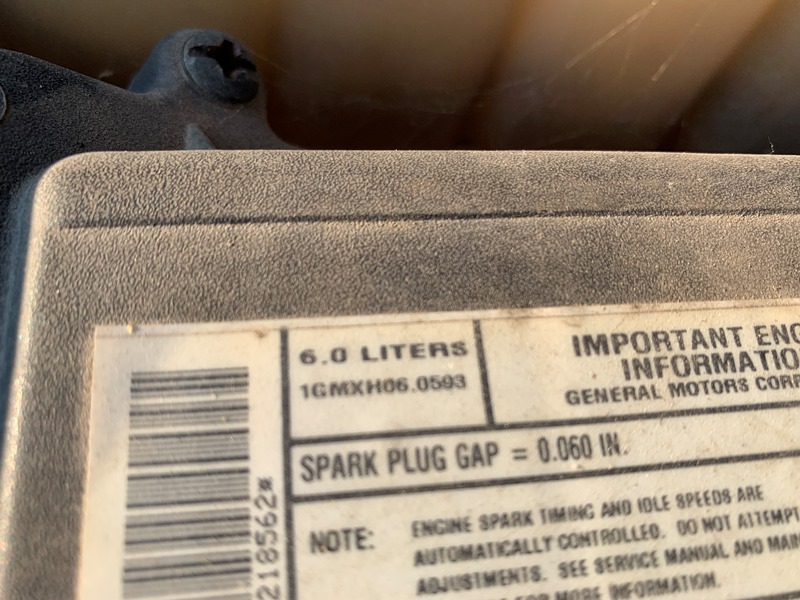 6.0 LITERS
1GMXH06.0593
IMPORTANT ENG
INFORMATIO
GENERAL MOTORS CORP
SPARK PLUG GAP = 0.060 IN.
NOTE:
ENGINE SPARK TIMING AND IDLE SPEEDS ARE
AUTOMATICALLY CONTROLLED. DO NOT ATTEMPT
ADJUSTMENTS. SEE SERVICE MANUAL AND MAIN
FOR MORE INFORMATION.
218562*